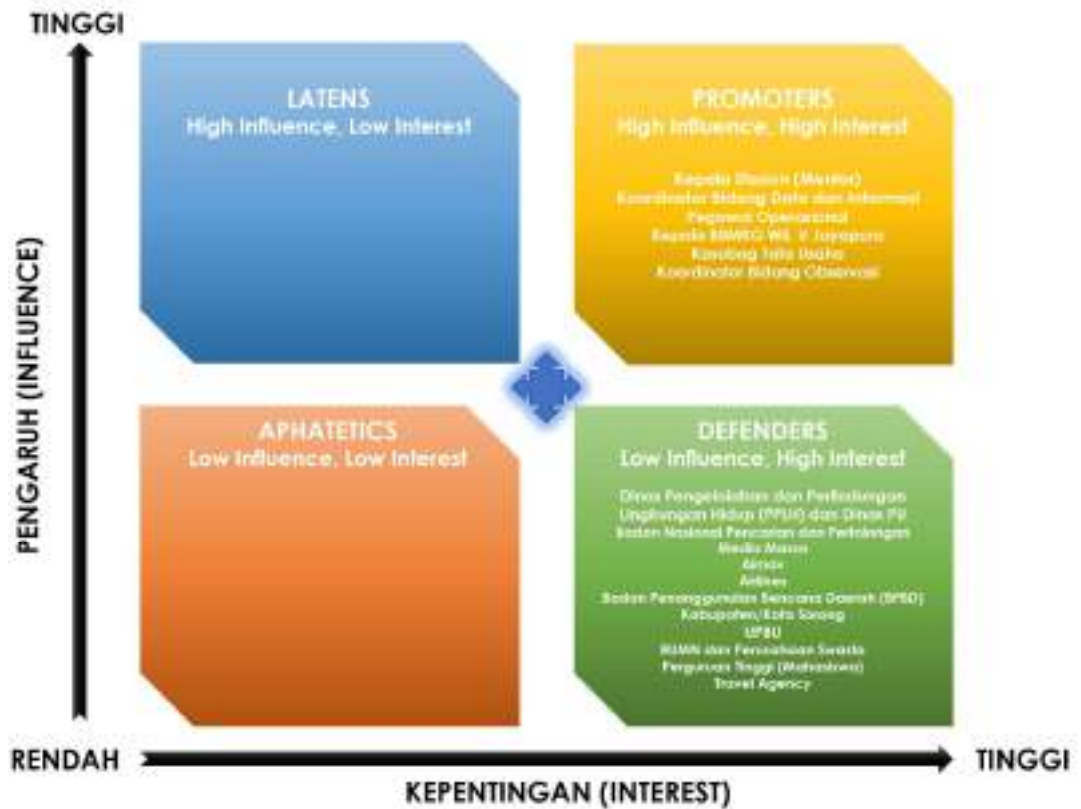 TINGGI
LATENS
High Influence, Low Interest
PROMOTERS
High Influence, High Interest
Kepala Stasiun (Mentor)
Koordinator Bidang Data dan Informasi
Pegawai Operasional
Kepala BBMKG WIL V Jayapura
Kasubag Tata Usaha
Koordinator Bidang Observasi
PENGARUH (INFLUENCE)
APHATETICS
Low Influence, Low Interest
DEFENDERS
Low Influence, High Interest
Dinas Pengelolahan dan Perlindungan
Lingkungan Hidup (PPLH) dan Dinas PU
Badan Nasional Pencarian dan Pertolongan
Media Massa
Airnav
Airlines
Badan Penanggulan Bencana Daerah (BPBD)
Kabupaten/Kota Sorong
UPBU
BUMN dan Perusahaan Swasta
Perguruan Tinggi (Mahasiswa)
Travel Agency
RENDAH
TINGGI
KEPENTINGAN (INTEREST)